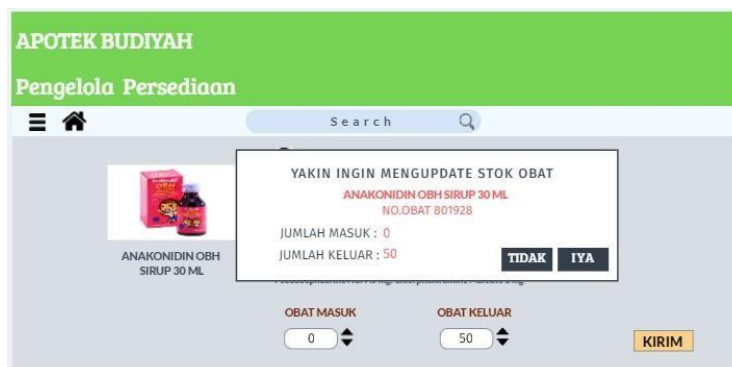 APOTEK BUDIYAH
Pengelola Persediaan
Search
YAKIN INGIN MENGUPDATE STOK OBAT
ANAKONIDIN OBH SIRUP 30 ML
NO.OBAT 801928
JUMLAH MASUK : 0
JUMLAH KELUAR : 50
TIDAK IYA
ANAKONIDIN OBH
SIRUP 30 ML
OBAT MASUK OBAT KELUAR
0 50
KIRIM